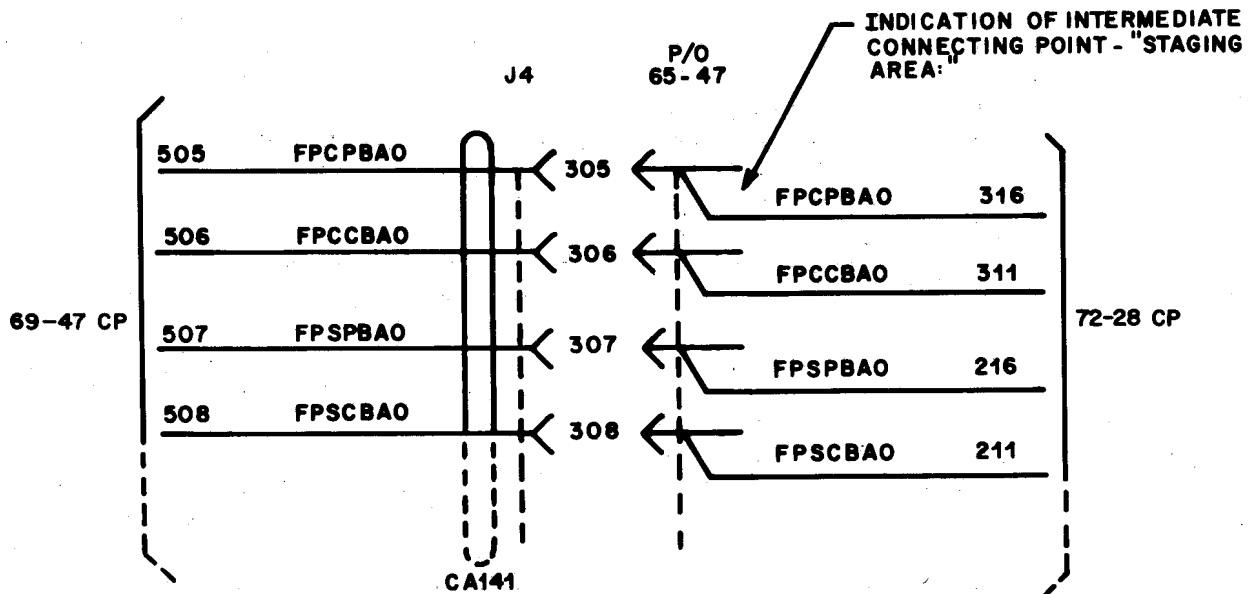 INDICATION OF INTERMEDIATE
CONNECTING POINT - "STAGING
AREA:"
J4
P/O
65-47
505 FPCPBAO 305
FPCPBAO 316
506 FPCCBAO 306
FPCCBAO 311
69-47 CP
72-28 CP
507 FPSPBAO 307
FPSPBAO 216
508 FPSCBAO 308
FPSCBAO 211
CA141